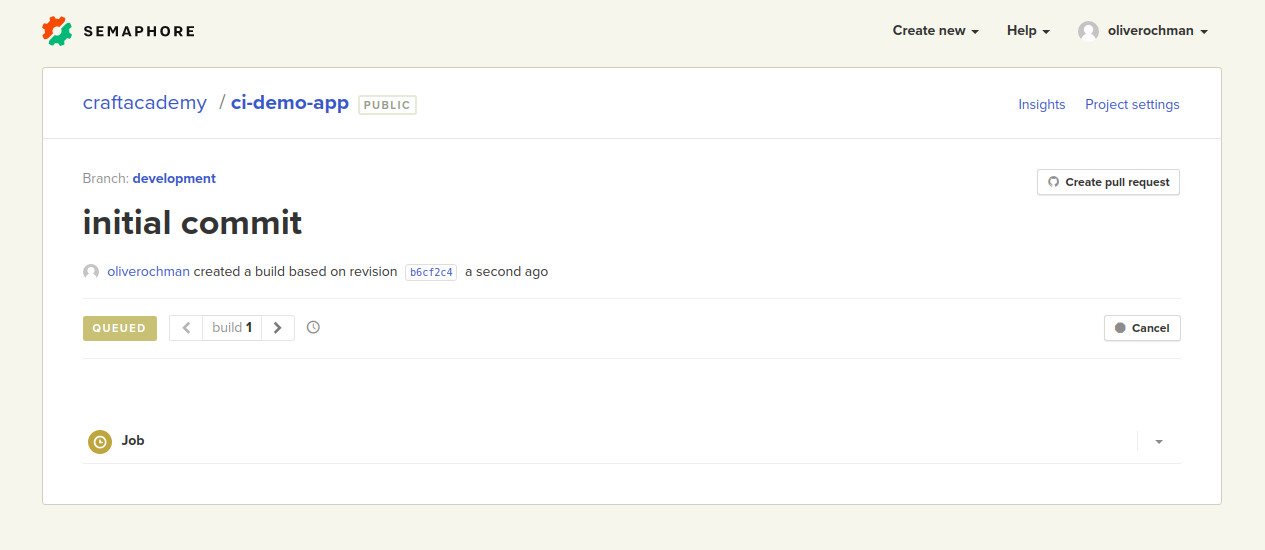 SEMAPHORE Create new Help oliverochman
craftacademy / ci-demo-app PUBLIC Insights Project settings
Branch: development Create pull request
initial commit
oliverochman created a build based on revision b6cf2c4 a second ago
QUEUED build 1 Cancel
Job